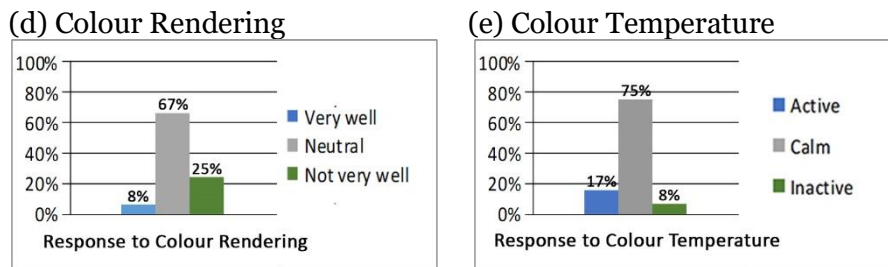 (d) Colour Rendering
100%
80%
60%
40%
20%
0%
8%
67%
25%
Very well
Neutral
Not very well
Response to Colour Rendering
(e) Colour Temperature
100%
80%
60%
40%
20%
0%
17%
75%
8%
Active
Calm
Inactive
Response to Colour Temperature